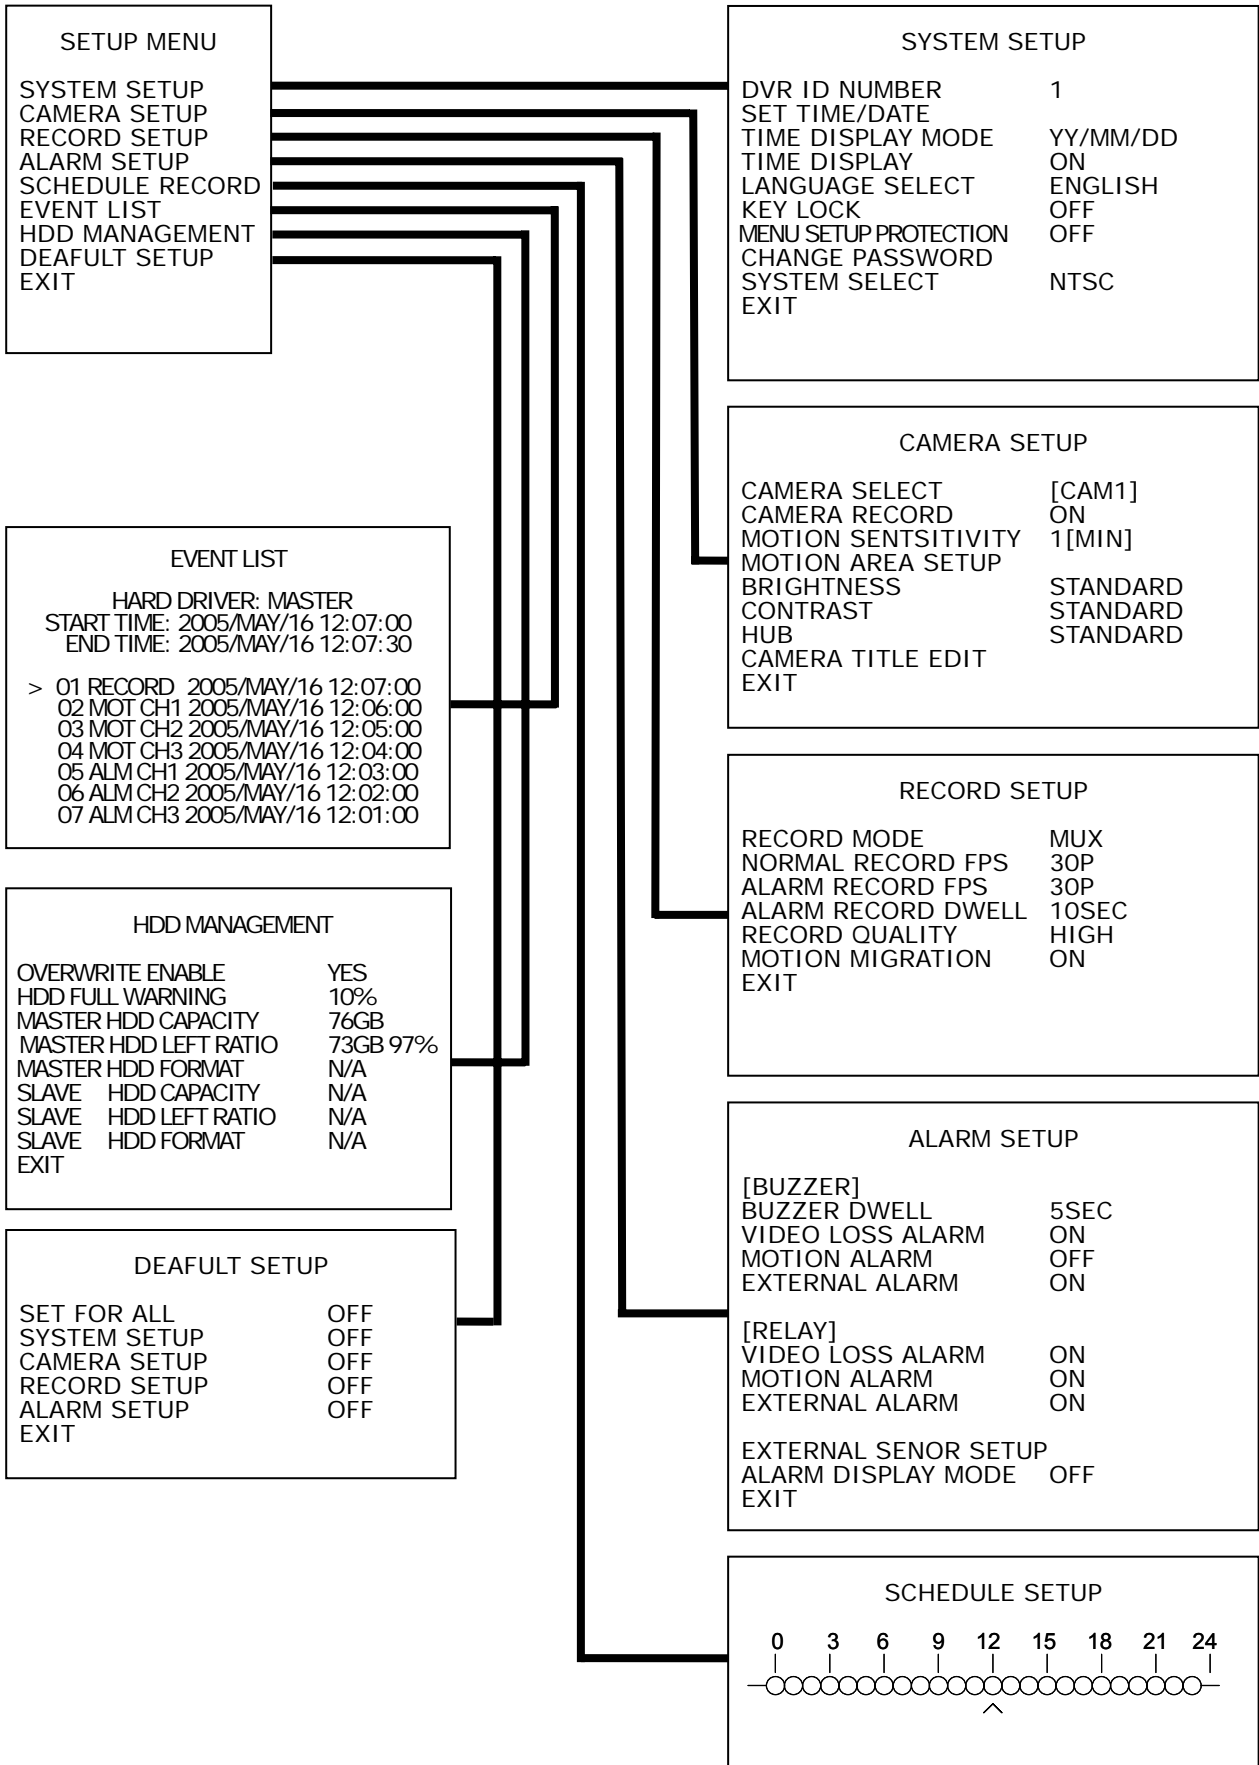 SETUP MENU
SYSTEM SETUP
CAMERA SETUP
RECORD SETUP
ALARM SETUP
SCHEDULE RECORD
EVENT LIST
HDD MANAGEMENT
DEAFULT SETUP
EXIT
SYSTEM SETUP
DVR ID NUMBER 1
SET TIME/DATE
TIME DISPLAY MODE YY/MM/DD
TIME DISPLAY ON
LANGUAGE SELECT ENGLISH
KEY LOCK OFF
MENU SETUP PROTECTION OFF
CHANGE PASSWORD
SYSTEM SELECT NTSC
EXIT
CAMERA SETUP
CAMERA SELECT [CAM1]
CAMERA RECORD ON
MOTION SENTSITIVITY 1[MIN]
MOTION AREA SETUP
BRIGHTNESS STANDARD
CONTRAST STANDARD
HUB STANDARD
CAMERA TITLE EDIT
EXIT
EVENT LIST
HARD DRIVER: MASTER
START TIME: 2005/MAY/16 12:07:00
END TIME: 2005/MAY/16 12:07:30
> 01 RECORD 2005/MAY/16 12:07:00
02 MOT CH1 2005/MAY/16 12:06:00
03 MOT CH2 2005/MAY/16 12:05:00
04 MOT CH3 2005/MAY/16 12:04:00
05 ALM CH1 2005/MAY/16 12:03:00
06 ALM CH2 2005/MAY/16 12:02:00
07 ALM CH3 2005/MAY/16 12:01:00
RECORD SETUP
RECORD MODE MUX
NORMAL RECORD FPS 30P
ALARM RECORD FPS 30P
ALARM RECORD DWELL 10SEC
RECORD QUALITY HIGH
MOTION MIGRATION ON
EXIT
HDD MANAGEMENT
OVERWRITE ENABLE YES
HDD FULL WARNING 10%
MASTER HDD CAPACITY 76GB
MASTER HDD LEFT RATIO 73GB 97%
MASTER HDD FORMAT N/A
SLAVE HDD CAPACITY N/A
SLAVE HDD LEFT RATIO N/A
SLAVE HDD FORMAT N/A
EXIT
ALARM SETUP
[BUZZER]
BUZZER DWELL 5SEC
VIDEO LOSS ALARM ON
MOTION ALARM OFF
EXTERNAL ALARM ON
[RELAY]
VIDEO LOSS ALARM ON
MOTION ALARM ON
EXTERNAL ALARM ON
EXTERNAL SENOR SETUP
ALARM DISPLAY MODE OFF
EXIT
DEAFULT SETUP
SET FOR ALL OFF
SYSTEM SETUP OFF
CAMERA SETUP OFF
RECORD SETUP OFF
ALARM SETUP OFF
EXIT
SCHEDULE SETUP
0 3 6 9 12 15 18 21 24